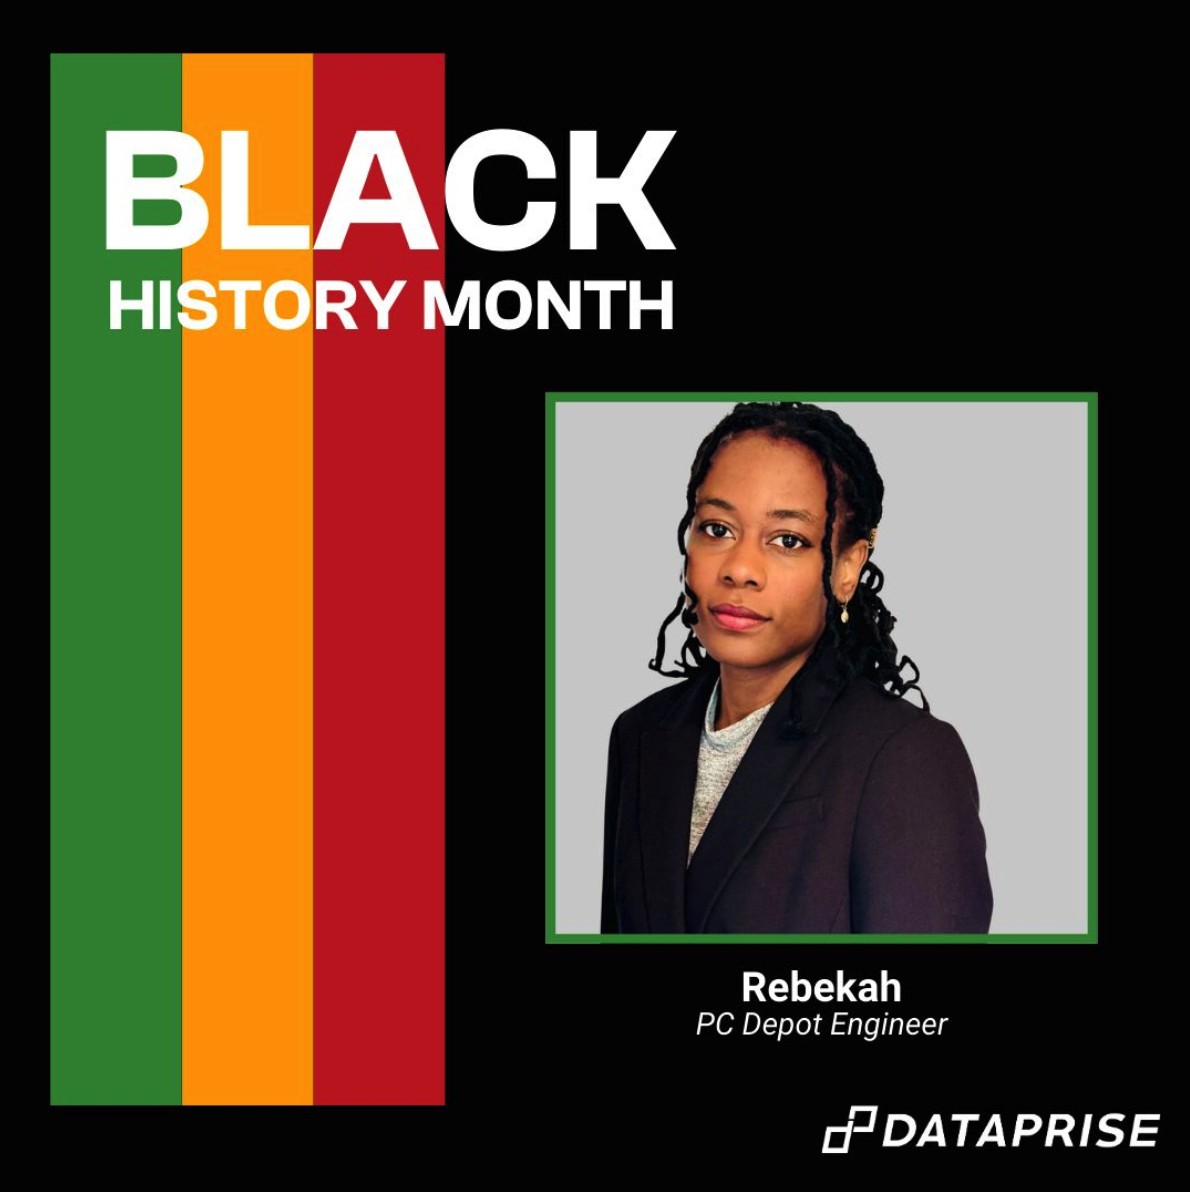 BLACK
HISTORY MONTH
Rebekah
PC Depot Engineer
DATAPRISE